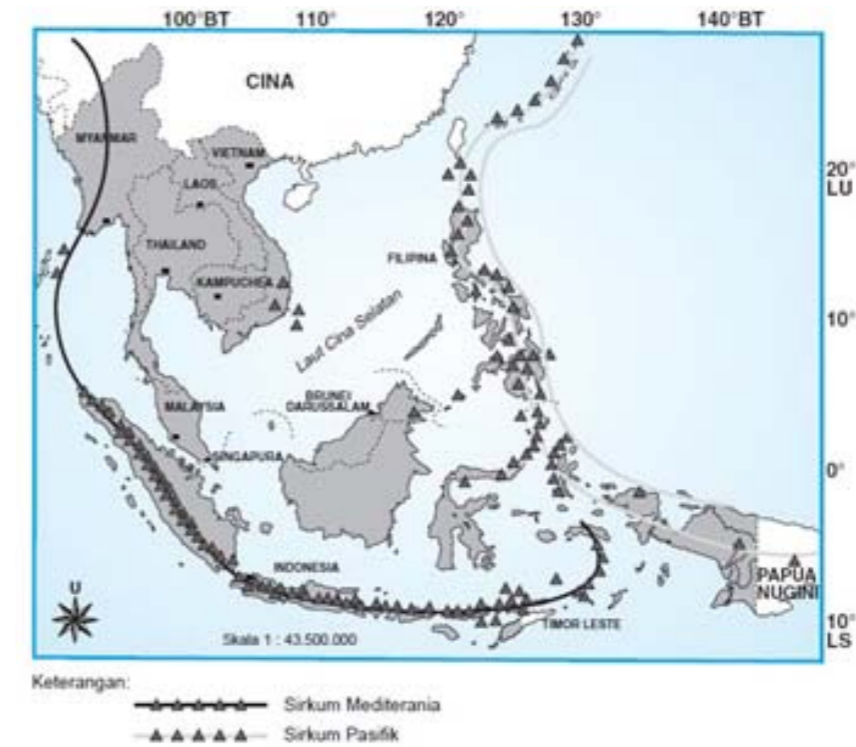 100°BT 110° 120° 130° 140°BT
CINA
MYANMAR
VIETNAM
LAOS
20°
LU
THAILAND
FILIPINA
KAMPUCHEA
Laut Cina Selatan
10°
BRUNEI
DARUSSALAM
MALAYSIA
SINGAPURA
0°
INDONESIA
PAPUA
NUGINI
U
TIMOR LESTE
10°
LS
Skala 1 : 43.500.000
Keterangan:
Sirkum Mediterania
Sirkum Pasifik